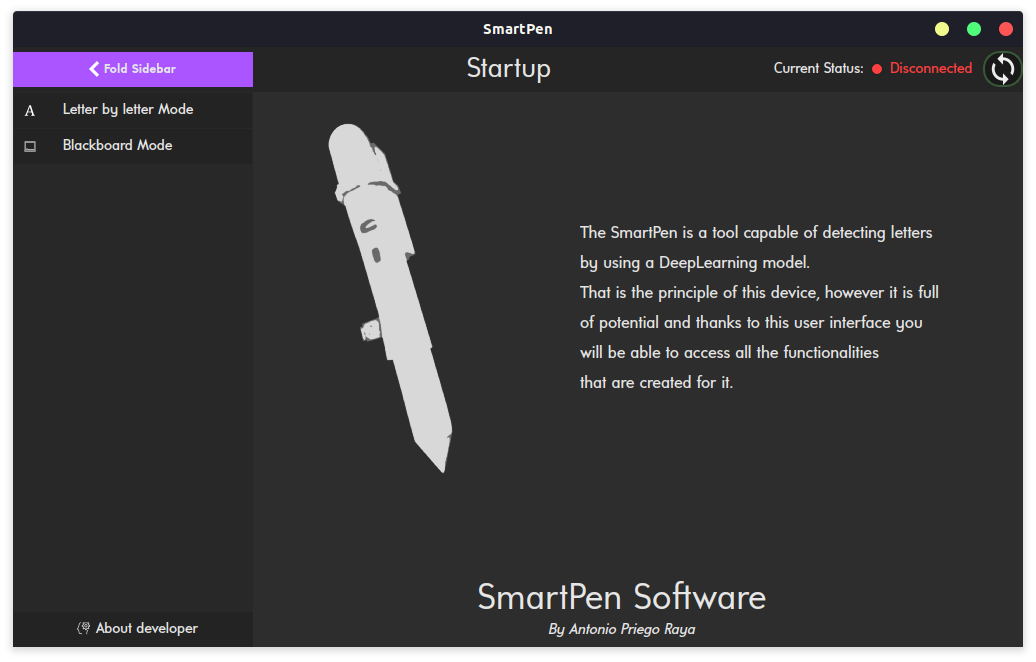 SmartPen
Fold Sidebar
Startup
Current Status: Disconnected
A Letter by letter Mode
Blackboard Mode
The SmartPen is a tool capable of detecting letters
by using a DeepLearning model.
That is the principle of this device, however it is full
of potential and thanks to this user interface you
will be able to access all the functionalities
that are created for it.
SmartPen Software
By Antonio Priego Raya
About developer